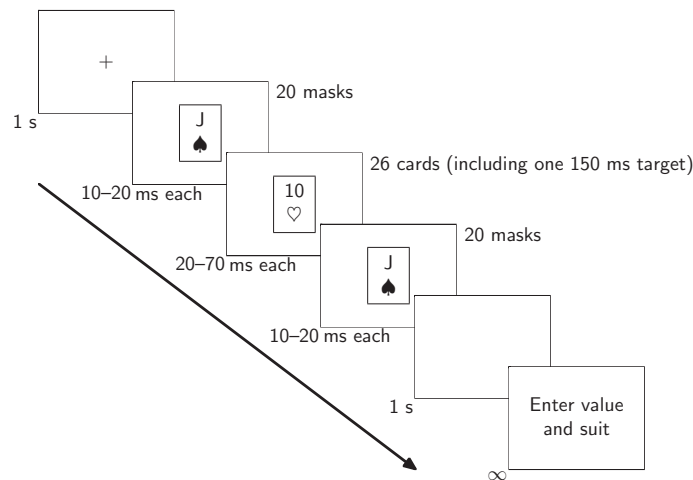 +
1 s
J
♠
20 masks
10–20 ms each
10
♡
26 cards (including one 150 ms target)
20–70 ms each
J
♠
20 masks
10–20 ms each
1 s
Enter value
and suit
∞